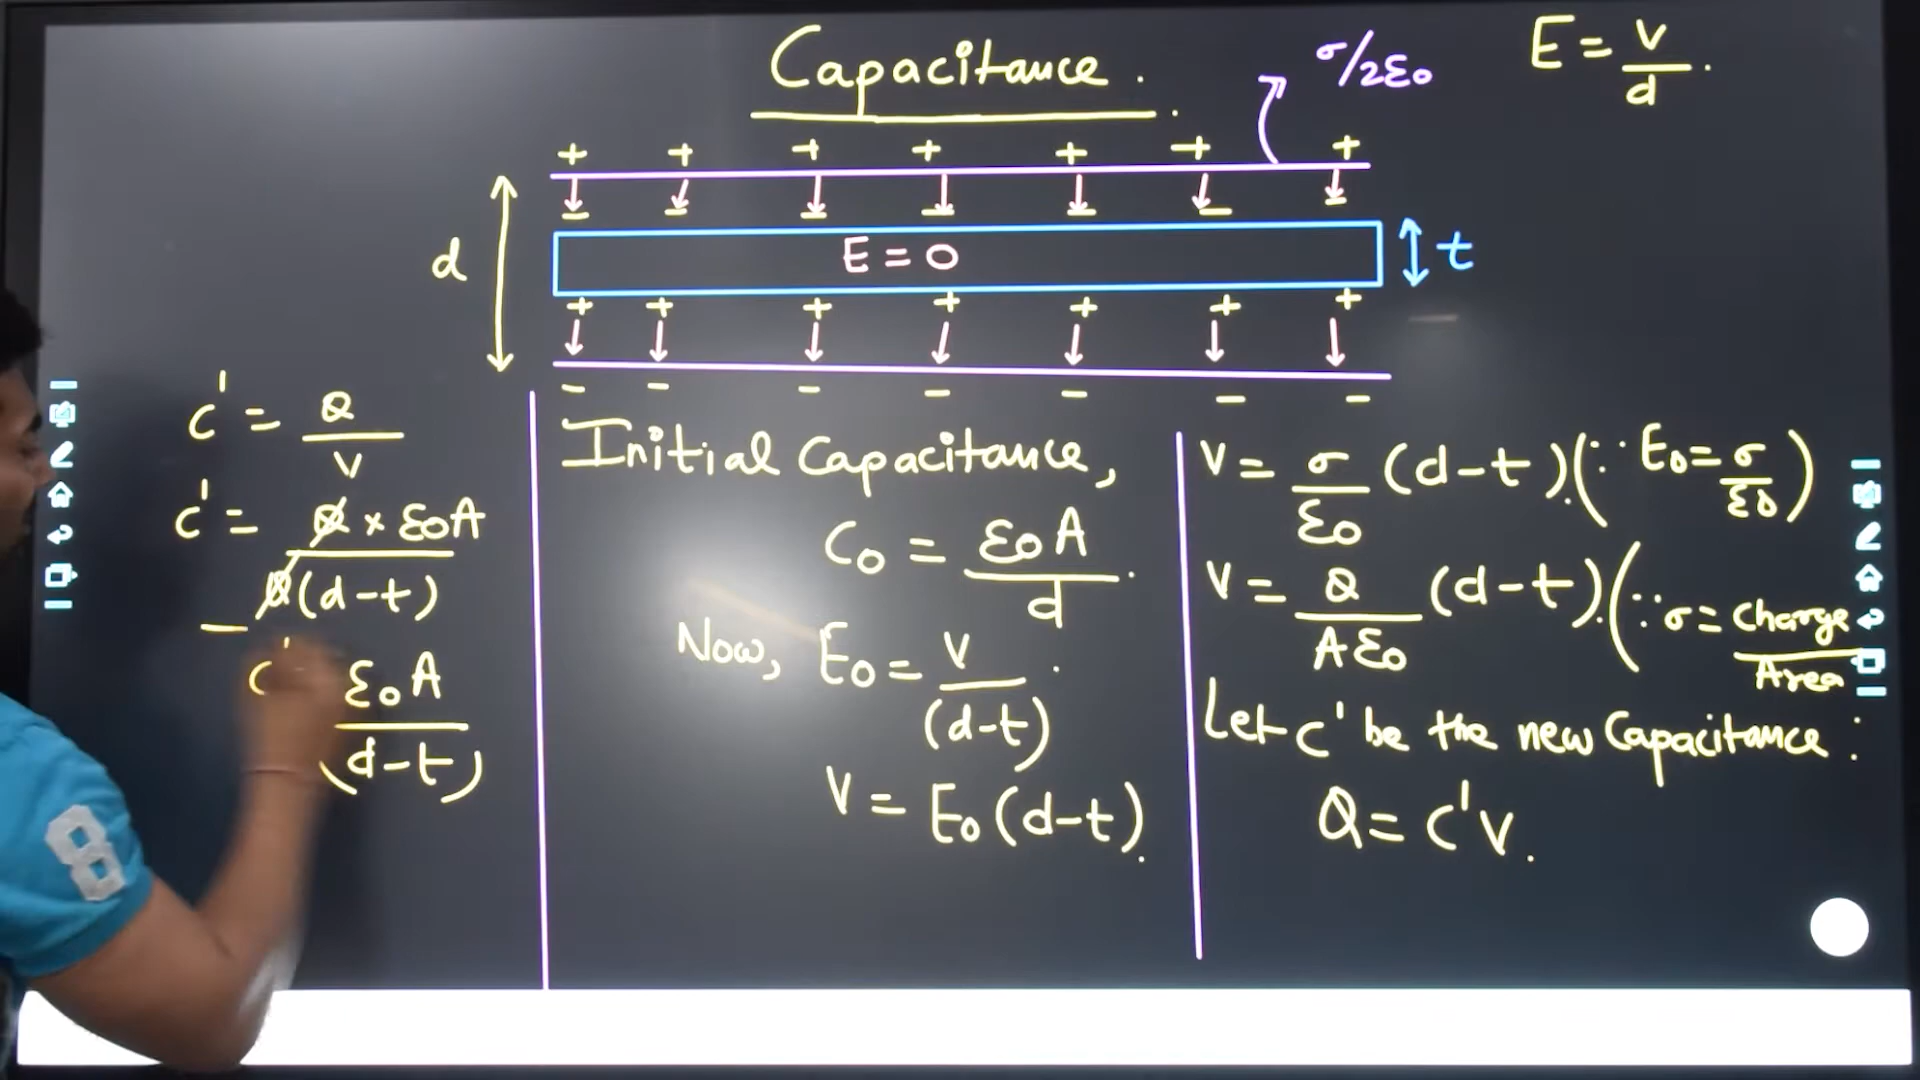 Capacitance.
σ/2ε₀
E = V/d.
+ + + + + + +
− − − − − − −
d
E = 0
t
+ + + + + + +
− − − − − − −
C' = Q/V
C' = Q × ε₀A / Q(d-t)
C' ε₀A / (d-t)
Initial Capacitance,
C₀ = ε₀A/d.
Now, E₀ = V/(d-t).
V = E₀(d-t).
V = σ/ε₀ (d-t).(∵ E₀ = σ/ε₀)
V = Q/Aε₀ (d-t).(∵ σ = Charge/Area
Let C' be the new Capacitance:
Q = C'V.
8